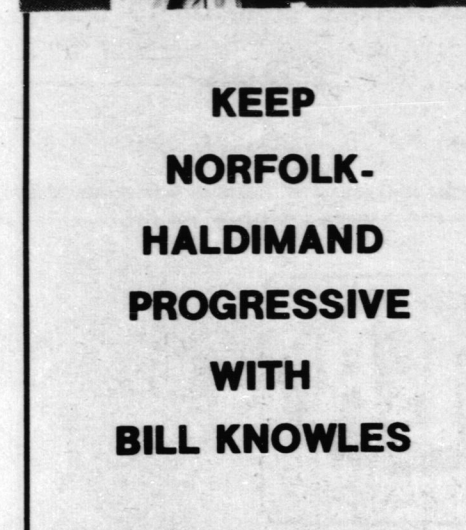 KEEP
NORFOLK-
HALDIMAND
PROGRESSIVE
WITH
BILL KNOWLES